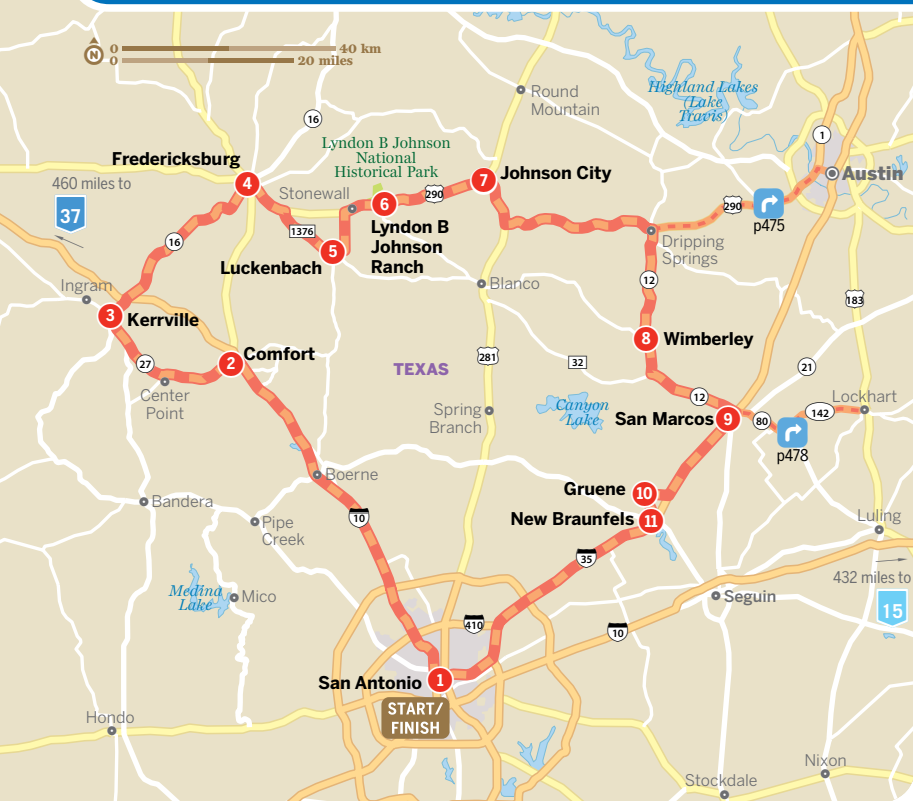 N
0 40 km
0 20 miles
Round
Mountain
Highland Lakes
(Lake
Travis)
16
1
Lyndon B Johnson
National
Historical Park
Fredericksburg
460 miles to
37
4
Stonewall
6
290
7
Johnson City
Austin
290
p475
1376
Lyndon B
Johnson
Ranch
16
5
Luckenbach
Dripping
Springs
Ingram
12
Blanco
183
3
Kerrville
8
Wimberley
27
2
Comfort
TEXAS
281
32
21
Center
Point
12
Canyon
Lake
Spring
Branch
San Marcos
9
80
142
Lockhart
p478
Boerne
Gruene
10
New Braunfels
11
Bandera
Pipe
Creek
10
Luling
35
432 miles to
15
Medina
Lake
Mico
Seguin
410
10
San Antonio
1
START/
FINISH
Hondo
Nixon
Stockdale